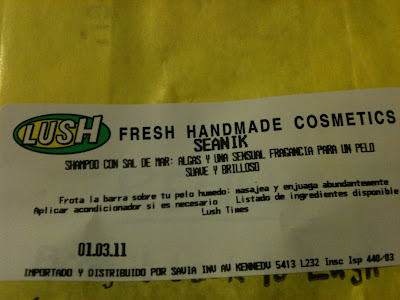 LUSH FRESH HANDMADE COSMETICS
SEANIK
SHAMPOO CON SAL DE MAR: ALGAS Y UNA SENSUAL FRAGANCIA PARA UN PELO
SUAVE Y BRILLOSO
Frota la barra sobre tu pelo humedo: masajea y enjuaga abundantemente
Aplicar acondicionador si es necesario Listado de ingredientes disponible
Lush Times
01.03.11
IMPORTADO Y DISTRIBUIDO POR SAVIA INV AV KENNEDY 5413 L232 Insc Isp 440/03